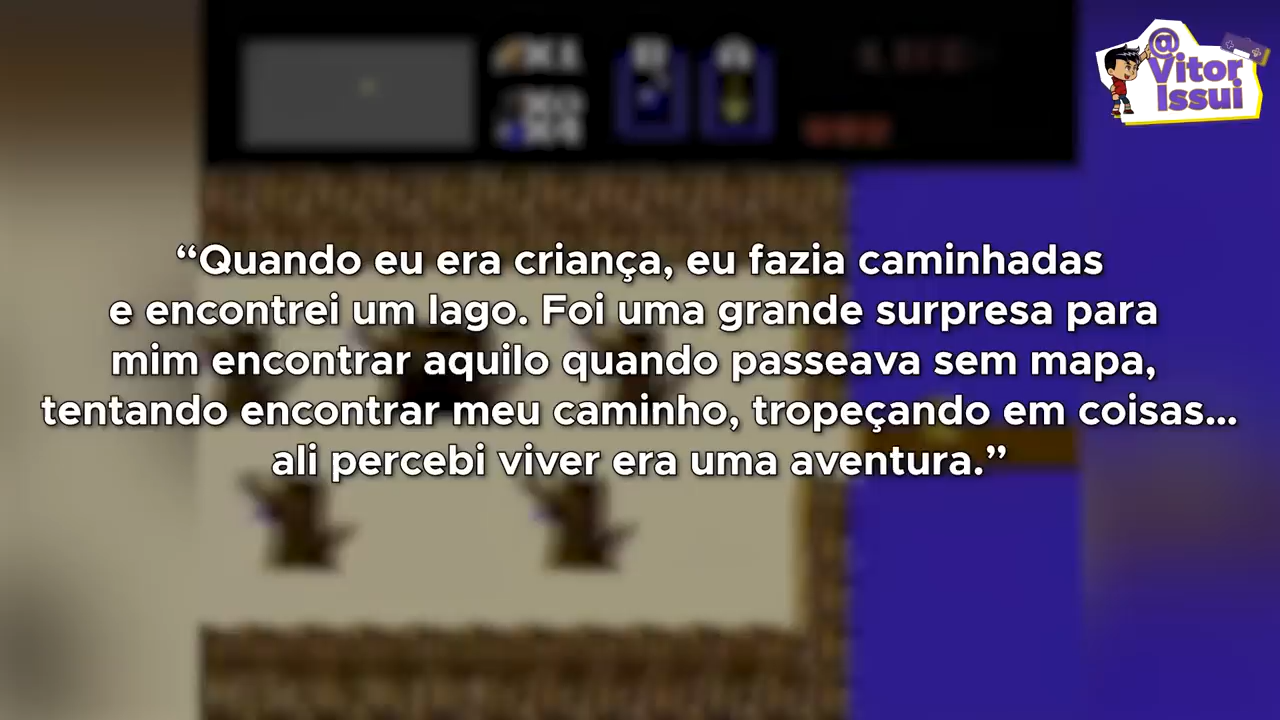 @
Vitor
Issui
X1
B
A
“Quando eu era criança, eu fazia caminhadas
e encontrei um lago. Foi uma grande surpresa para
mim encontrar aquilo quando passeava sem mapa,
tentando encontrar meu caminho, tropeçando em coisas...
ali percebi viver era uma aventura.”